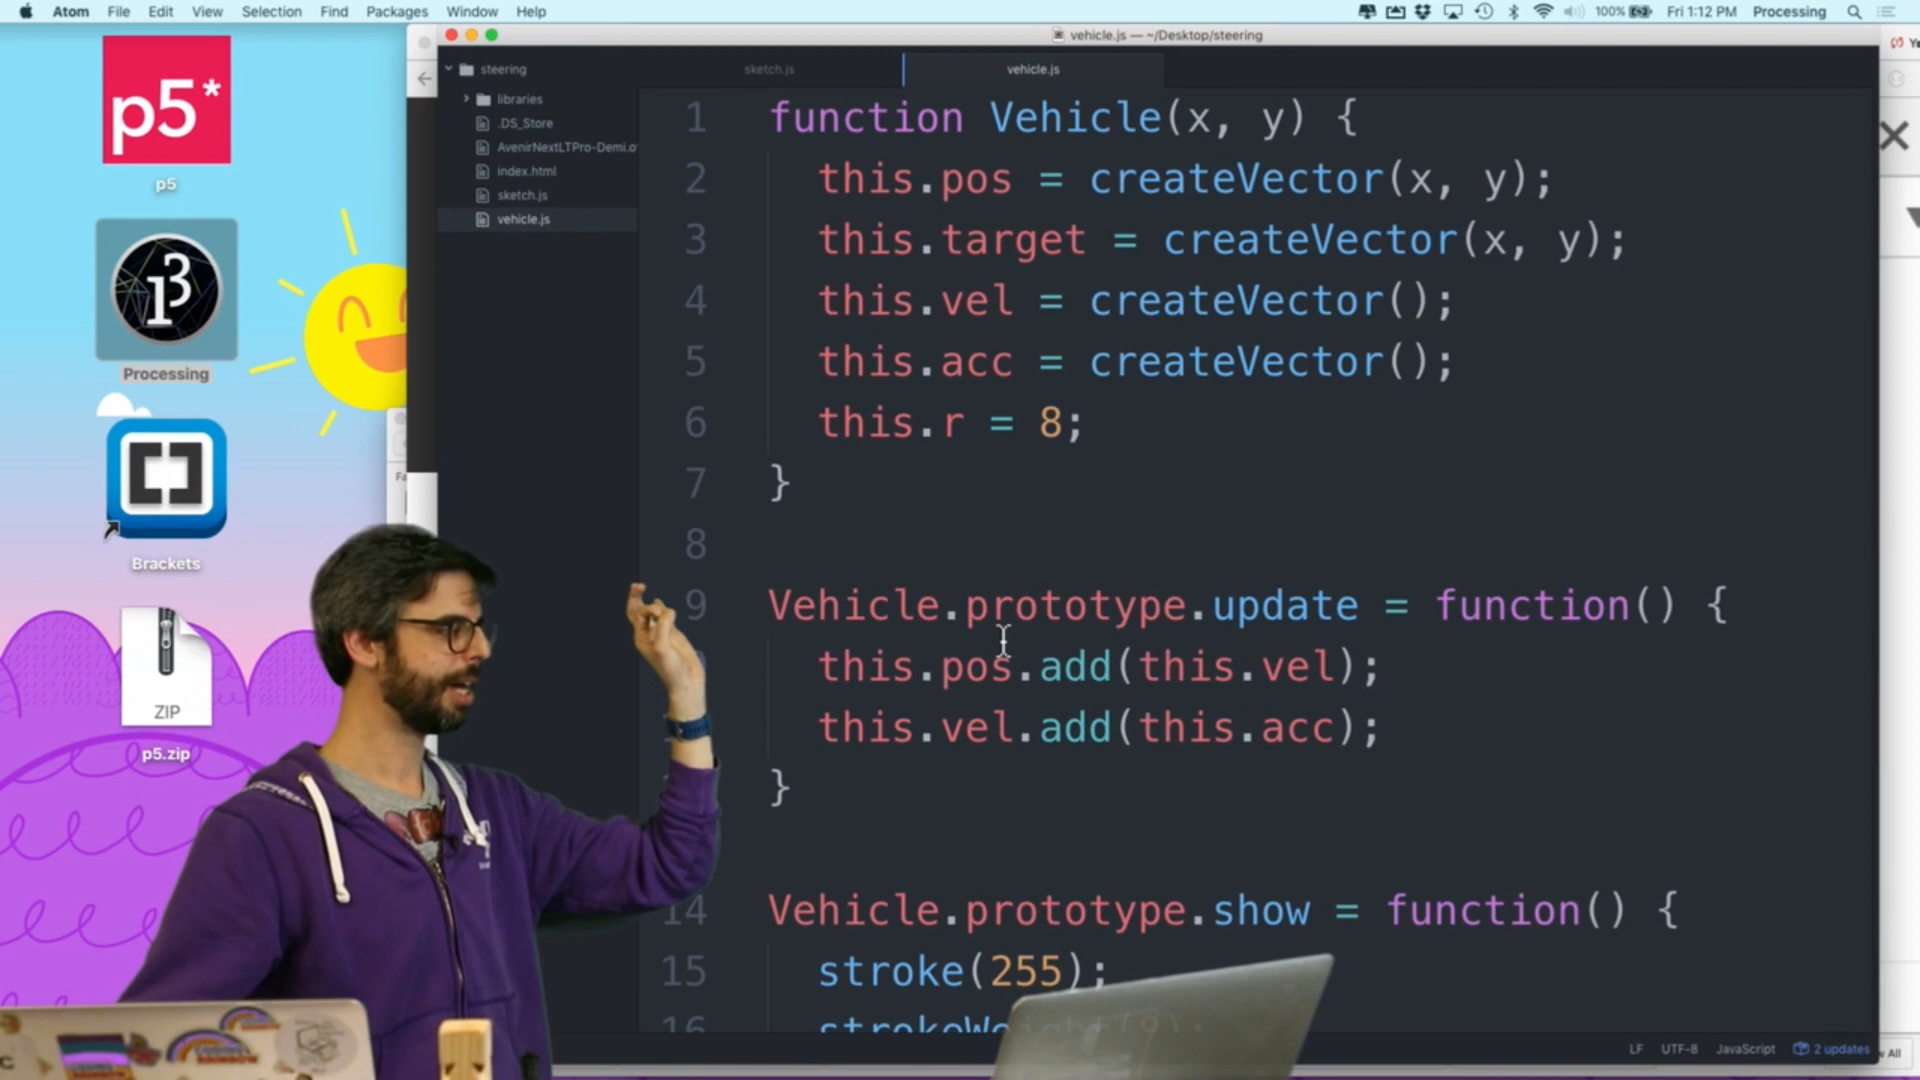 Atom File Edit View Selection Find Packages Window Help
100% Fri 1:12 PM Processing
vehicle.js — ~/Desktop/steering
steering
libraries
.DS_Store
AvenirNextLTPro-Demi.o
index.html
sketch.js
vehicle.js
sketch.js
vehicle.js
p5*
p5
Processing
Brackets
ZIP
p5.zip
1 function Vehicle(x, y) {
2 this.pos = createVector(x, y);
3 this.target = createVector(x, y);
4 this.vel = createVector();
5 this.acc = createVector();
6 this.r = 8;
7 }
8
9 Vehicle.prototype.update = function() {
this.pos.add(this.vel);
this.vel.add(this.acc);
}
14 Vehicle.prototype.show = function() {
15 stroke(255);
16 strokeWeight(8);
LF UTF-8 JavaScript 2 updates
All